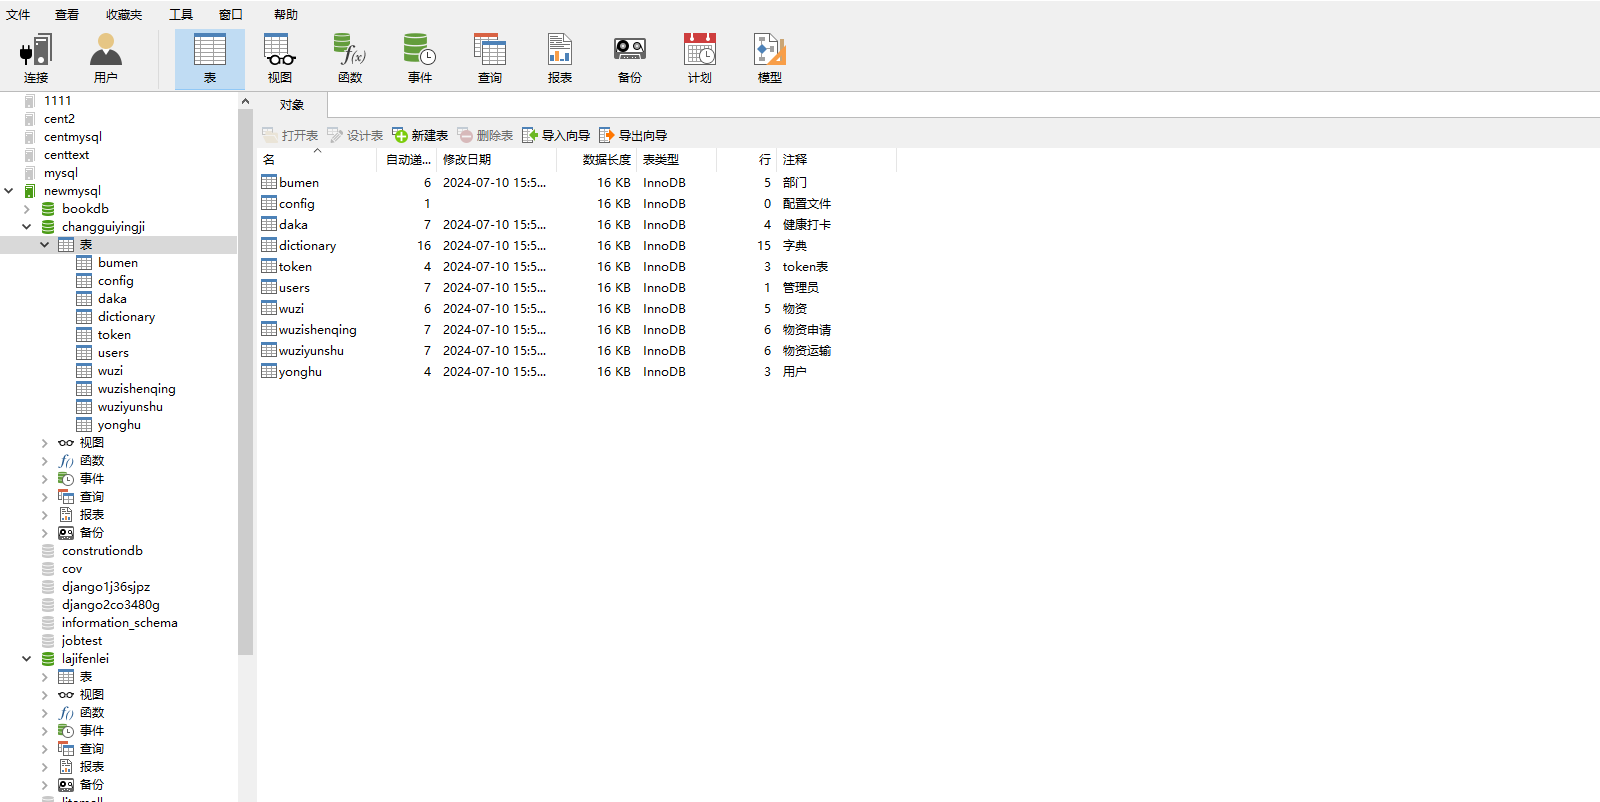 文件 查看 收藏夹 工具 窗口 帮助
连接 用户 表 视图 函数 事件 查询 报表 备份 计划 模型
1111
cent2
centmysql
centtext
mysql
newmysql
bookdb
changguiyingji
表
bumen
config
daka
dictionary
token
users
wuzi
wuzishenqing
wuziyunshu
yonghu
视图
函数
事件
查询
报表
备份
construtiondb
cov
django1j36sjpz
django2co3480g
information_schema
jobtest
lajifenlei
表
视图
函数
事件
查询
报表
备份
对象
打开表 设计表 新建表 删除表 导入向导 导出向导
名 自动递... 修改日期 数据长度 表类型 行 注释
bumen 6 2024-07-10 15:5... 16 KB InnoDB 5 部门
config 1 16 KB InnoDB 0 配置文件
daka 7 2024-07-10 15:5... 16 KB InnoDB 4 健康打卡
dictionary 16 2024-07-10 15:5... 16 KB InnoDB 15 字典
token 4 2024-07-10 15:5... 16 KB InnoDB 3 token表
users 7 2024-07-10 15:5... 16 KB InnoDB 1 管理员
wuzi 6 2024-07-10 15:5... 16 KB InnoDB 5 物资
wuzishenqing 7 2024-07-10 15:5... 16 KB InnoDB 6 物资申请
wuziyunshu 7 2024-07-10 15:5... 16 KB InnoDB 6 物资运输
yonghu 4 2024-07-10 15:5... 16 KB InnoDB 3 用户